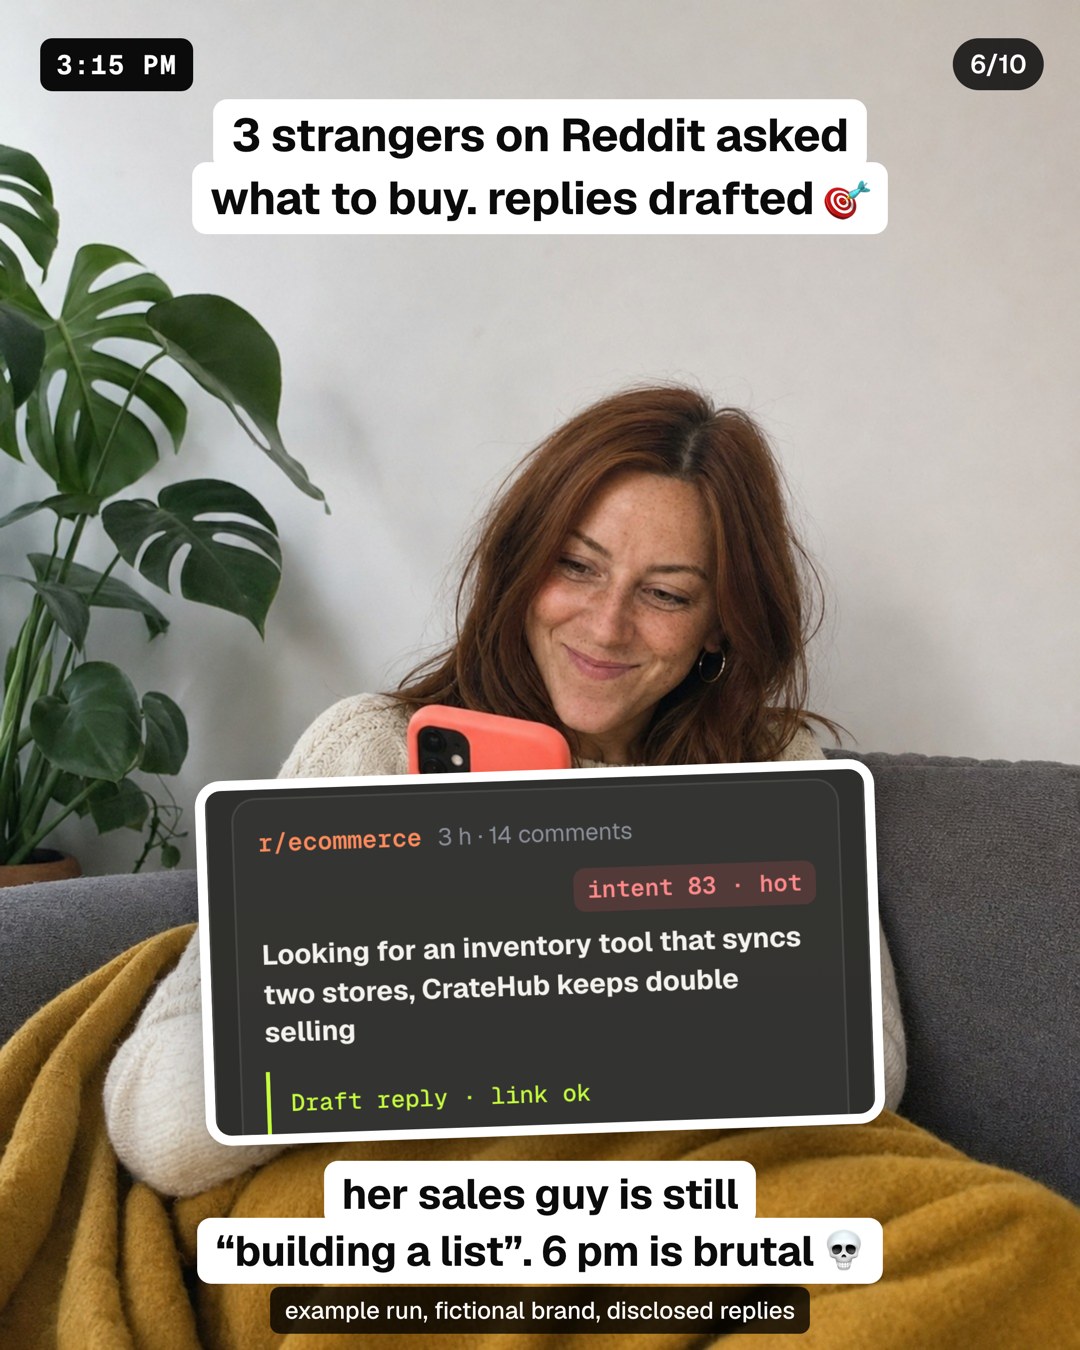 3:15 PM
6/10
3 strangers on Reddit asked
what to buy. replies drafted 🎯
r/ecommerce 3 h · 14 comments
intent 83 · hot
Looking for an inventory tool that syncs
two stores, CrateHub keeps double
selling
Draft reply · link ok
her sales guy is still
“building a list”. 6 pm is brutal 💀
example run, fictional brand, disclosed replies